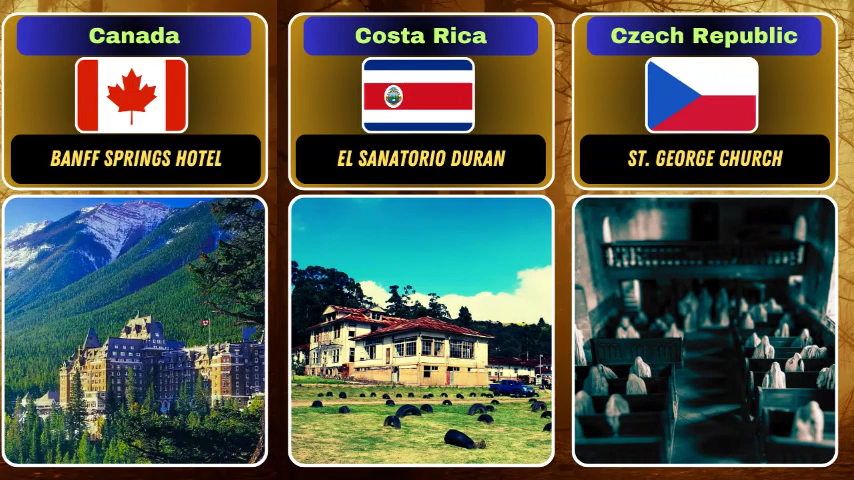 Canada
Costa Rica
Czech Republic
BANFF SPRINGS HOTEL
EL SANATORIO DURAN
ST. GEORGE CHURCH